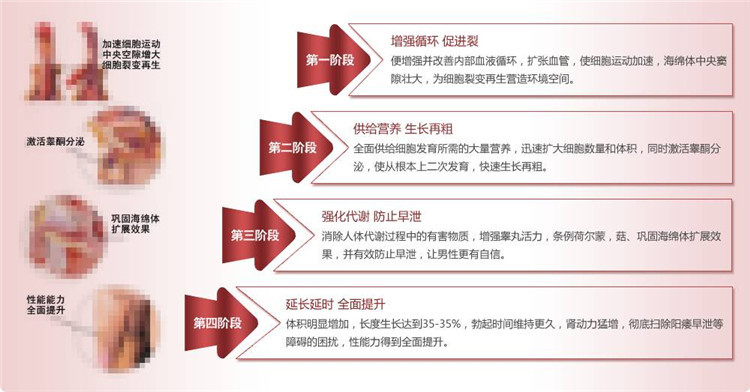 加速细胞运动
中央空隙增大
细胞裂变再生
第一阶段
增强循环 促进裂
便增强并改善内部血液循环，扩张血管，使细胞运动加速，海绵体中央窦
隙壮大，为细胞裂变再生营造环境空间。
激活睾酮分泌
第二阶段
供给营养 生长再粗
全面供给细胞发育所需的大量营养，迅速扩大细胞数量和体积，同时激活睾酮分
泌，使从根本上二次发育，快速生长再粗。
巩固海绵体
扩展效果
第三阶段
强化代谢 防止早泄
消除人体代谢过程中的有害物质，增强睾丸活力，条例荷尔蒙，菇、巩固海绵体扩展效
果，并有效防止早泄，让男性更有自信。
性能能力
全面提升
第四阶段
延长延时 全面提升
体积明显增加，长度生长达到35-35%，勃起时间维持更久，肾动力猛增，彻底扫除阳痿早泄等
障碍的困扰，性能力得到全面提升。